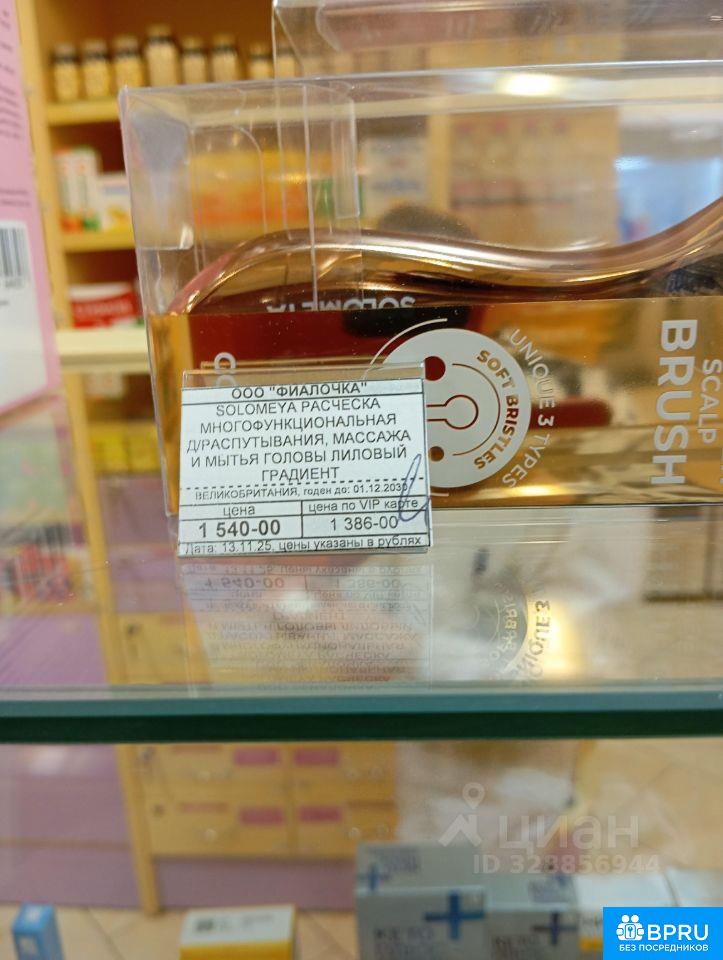 SOLOMEYA
UNIQUE 3 TYPES
SOFT BRISTLES
SCALP
BRUSH
ООО "ФИАЛОЧКА"
SOLOMEYA РАСЧЕСКА
МНОГОФУНКЦИОНАЛЬНАЯ
Д/РАСПУТЫВАНИЯ, МАССАЖА
И МЫТЬЯ ГОЛОВЫ ЛИЛОВЫЙ
ГРАДИЕНТ
ВЕЛИКОБРИТАНИЯ, годен до: 01.12.2030
цена цена по VIP карте
1 540-00 1 386-00
Дата: 13.11.25, цены указаны в рублях
циан
ID 328856944
BPRU
БЕЗ ПОСРЕДНИКОВ